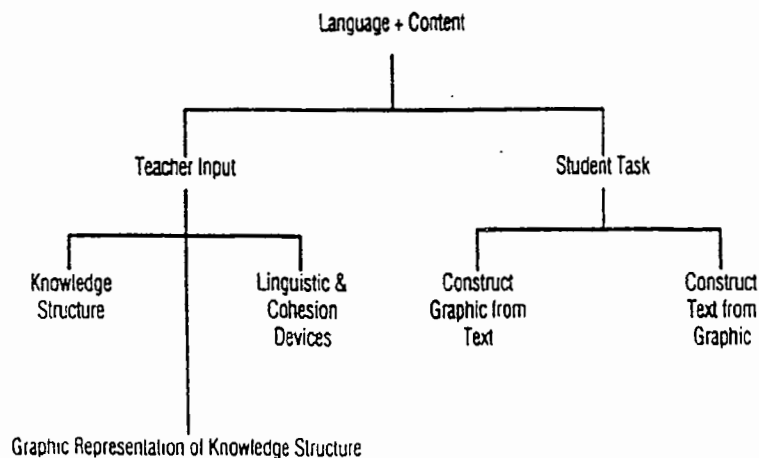 Language + Content
Teacher Input
Student Task
Knowledge
Structure
Linguistic &
Cohesion
Devices
Construct
Graphic from
Text
Construct
Text from
Graphic
Graphic Representation of Knowledge Structure